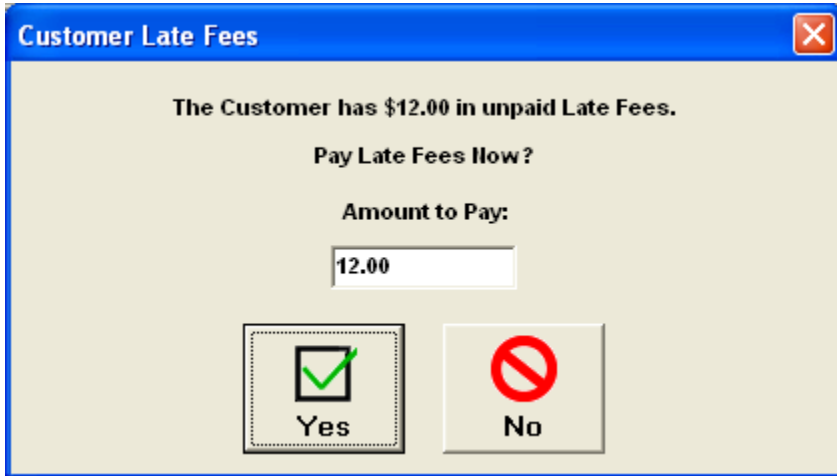 Customer Late Fees
The Customer has $12.00 in unpaid Late Fees.
Pay Late Fees Now?
Amount to Pay:
12.00
Yes
No